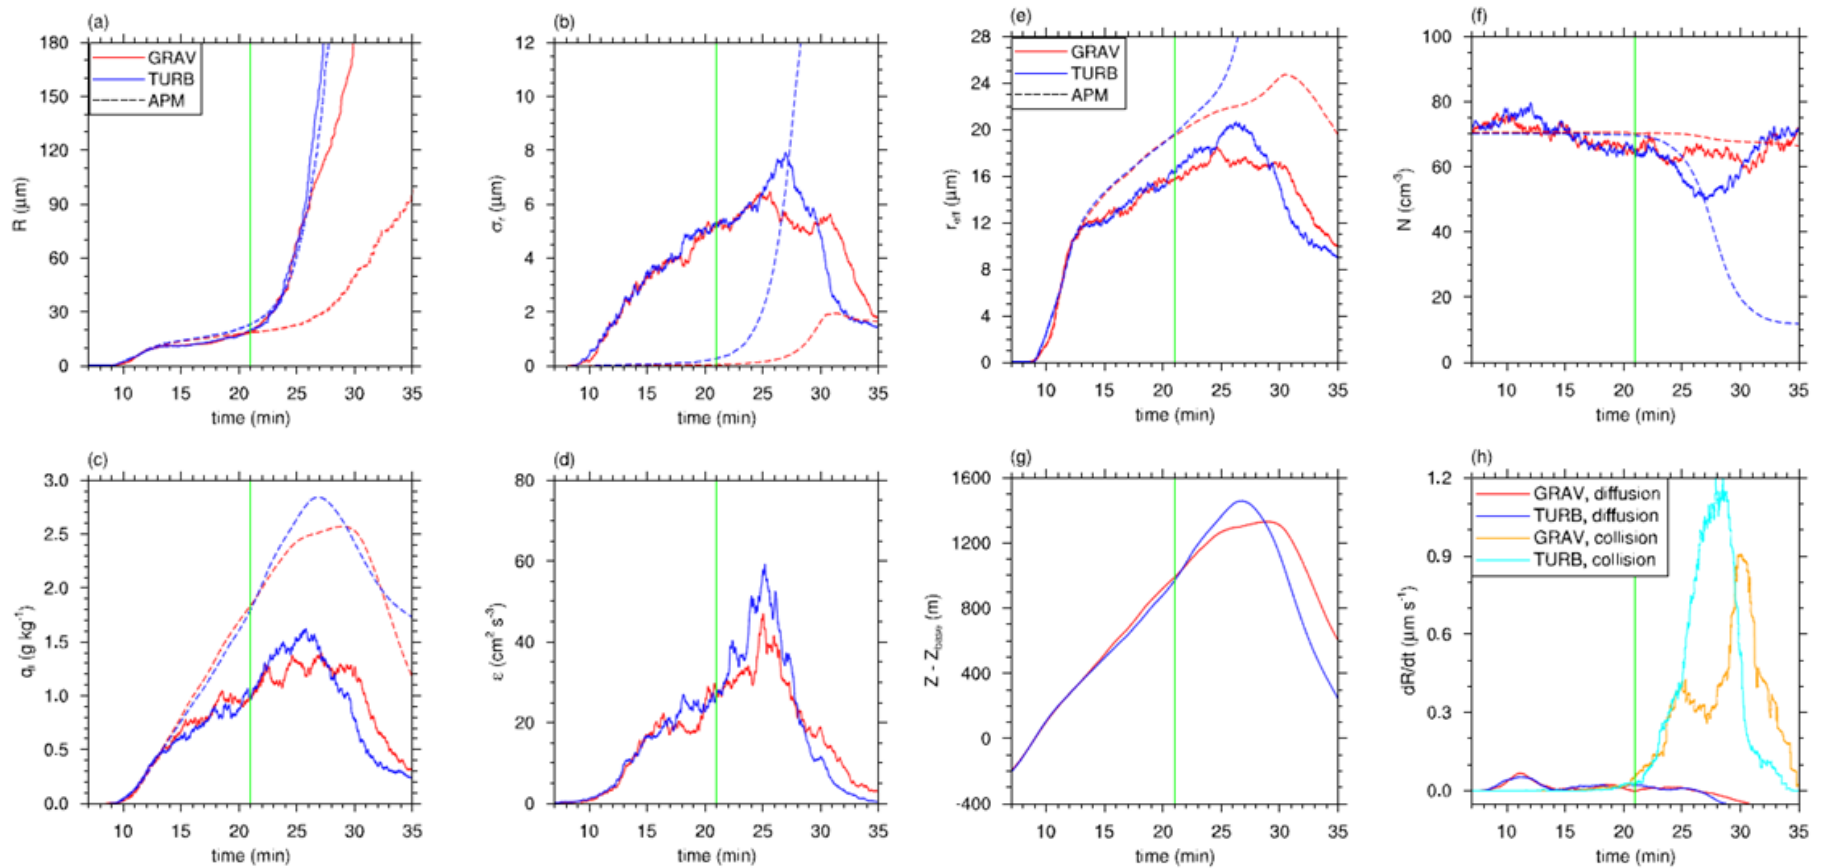 (a)
180
150
120
90
60
30
0
R (μm)
GRAV
TURB
APM
10
15
20
25
30
35
time (min)
(b)
12
10
8
6
4
2
0
σr (μm)
10
15
20
25
30
35
time (min)
(e)
28
24
20
16
12
8
4
0
reff (μm)
GRAV
TURB
APM
10
15
20
25
30
35
time (min)
(f)
100
80
60
40
20
0
N (cm-3)
10
15
20
25
30
35
time (min)
(c)
3.0
2.5
2.0
1.5
1.0
0.5
0.0
ql (g kg-1)
10
15
20
25
30
35
time (min)
(d)
80
60
40
20
0
ε (cm2 s-3)
10
15
20
25
30
35
time (min)
(g)
1600
1200
800
400
0
-400
Z - Zbase (m)
10
15
20
25
30
35
time (min)
(h)
1.2
0.9
0.6
0.3
0.0
dR/dt (μm s-1)
GRAV, diffusion
TURB, diffusion
GRAV, collision
TURB, collision
10
15
20
25
30
35
time (min)